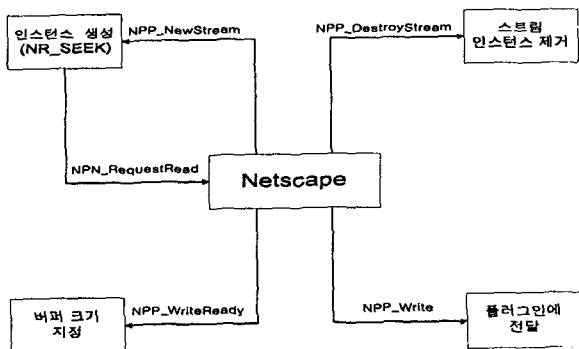 인스턴스 생성
(NR_SEEK)
NPP_NewStream
NPP_DestroyStream
스트림
인스턴스 제거
NPN_RequestRead
Netscape
버퍼 크기
지정
NPP_WriteReady
NPP_Write
플러그인에
전달